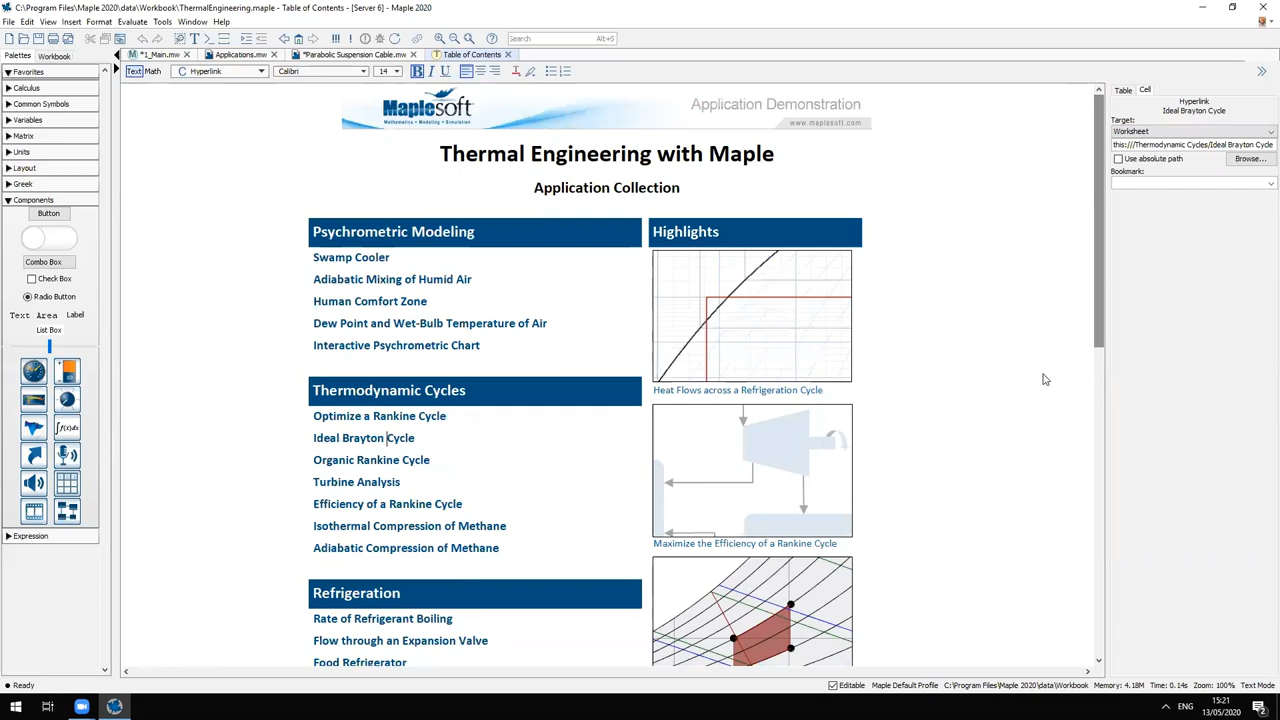 C:\Program Files\Maple 2020\data\Workbook\ThermalEngineering.maple - Table of Contents - [Server 6] - Maple 2020
File Edit View Insert Format Evaluate Tools Window Help
Search Alt+S
Palettes Workbook
*1_Main.mw Applications.mw *Parabolic Suspension Cable.mw Table of Contents
Text Math C Hyperlink Calibri 14 B I U
Favorites
Calculus
Common Symbols
Variables
Matrix
Units
Layout
Greek
Components
Button
Combo Box
Check Box
Radio Button
Text Area Label
List Box
∫f(x)dx
Expression
Maplesoft
Mathematics • Modeling • Simulation
Application Demonstration
www.maplesoft.com
Thermal Engineering with Maple
Application Collection
Psychrometric Modeling
Swamp Cooler
Adiabatic Mixing of Humid Air
Human Comfort Zone
Dew Point and Wet-Bulb Temperature of Air
Interactive Psychrometric Chart
Thermodynamic Cycles
Optimize a Rankine Cycle
Ideal Brayton Cycle
Organic Rankine Cycle
Turbine Analysis
Efficiency of a Rankine Cycle
Isothermal Compression of Methane
Adiabatic Compression of Methane
Refrigeration
Rate of Refrigerant Boiling
Flow through an Expansion Valve
Food Refrigerator
Highlights
Heat Flows across a Refrigeration Cycle
Maximize the Efficiency of a Rankine Cycle
Table Cell
Hyperlink
Ideal Brayton Cycle
Target:
Worksheet
this:///Thermodynamic Cycles/Ideal Brayton Cycle
Use absolute path Browse...
Bookmark:
Ready
Editable Maple Default Profile C:\Program Files\Maple 2020\data\Workbook Memory: 4.18M Time: 0.14s Zoom: 100% Text Mode
ENG
15:21
13/05/2020
2